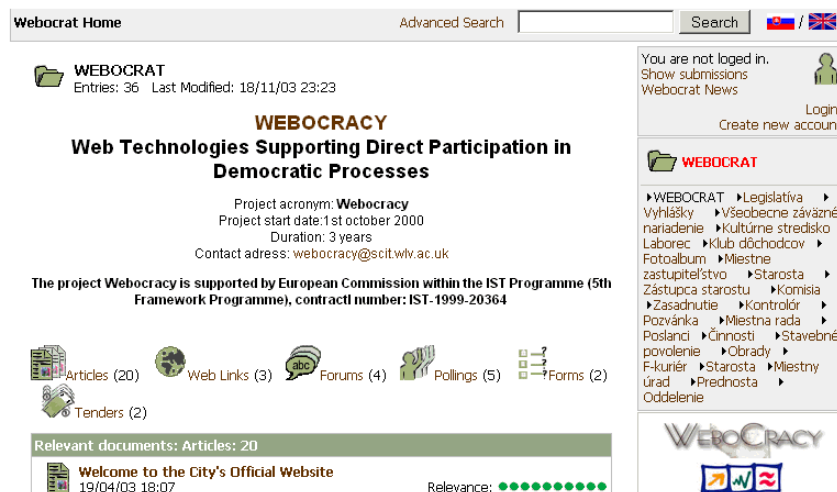 Webocrat Home Advanced Search Search /
WEBOCRAT
Entries: 36 Last Modified: 18/11/03 23:23
WEBOCRACY
Web Technologies Supporting Direct Participation in
Democratic Processes
Project acronym: Webocracy
Project start date:1st october 2000
Duration: 3 years
Contact adress: webocracy@scit.wlv.ac.uk
The project Webocracy is supported by European Commission within the IST Programme (5th
Framework Programme), contractl number: IST-1999-20364
Articles (20) Web Links (3) abc Forums (4) Pollings (5) Forms (2)
Tenders (2)
Relevant documents: Articles: 20
Welcome to the City's Official Website
19/04/03 18:07 Relevance:
You are not loged in.
Show submissions
Webocrat News
Login
Create new accoun
WEBOCRAT
WEBOCRAT Legislatíva
Vyhlášky Všeobecne záväzné
nariadenie Kultúrne stredisko
Laborec Klub dôchodcov
Fotoalbum Miestne
zastupiteľstvo Starosta
Zástupca starostu Komisia
Zasadnutie Kontrolór
Pozvánka Miestna rada
Poslanci Činnosti Stavebné
povolenie Obrady
F-kuriér Starosta Miestny
úrad Prednosta
Oddelenie
WEBOCRACY